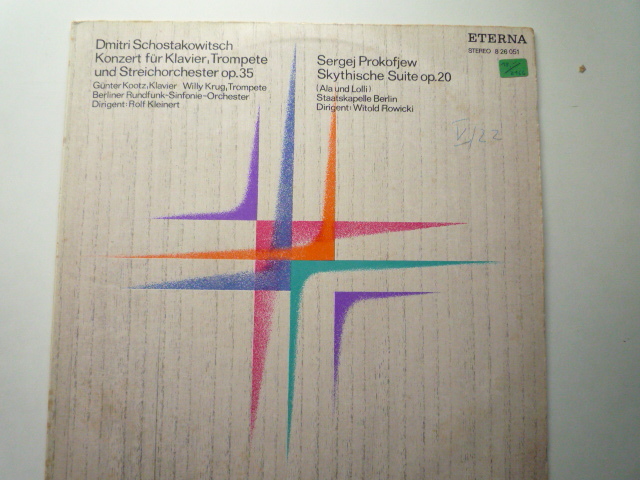 Dmitri Schostakowitsch
Konzert für Klavier, Trompete
und Streichorchester op.35
Günter Kootz, Klavier Willy Krug, Trompete
Berliner Rundfunk-Sinfonie-Orchester
Dirigent: Rolf Kleinert
Sergej Prokofjew
Skythische Suite op.20
(Ala und Lolli)
Staatskapelle Berlin
Dirigent: Witold Rowicki
ETERNA
STEREO 8 26 051
V/22